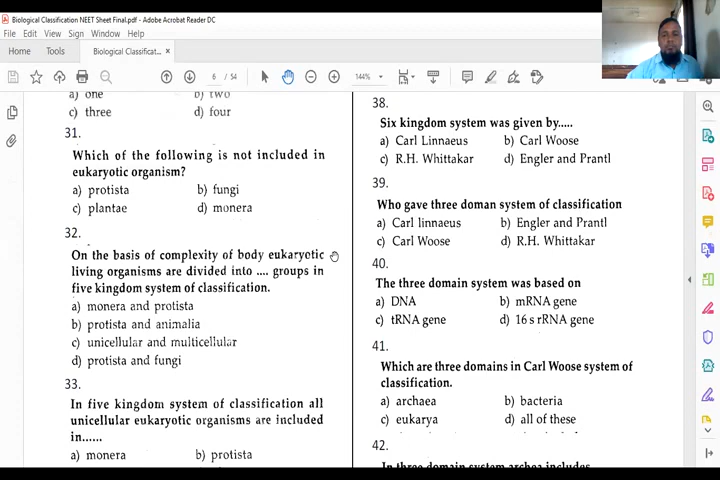 Biological Classification NEET Sheet Final.pdf - Adobe Acrobat Reader DC
File Edit View Sign Window Help
Home Tools Biological Classificat... ×
6 / 54 144%
a) one b) two
c) three d) four
31.
Which of the following is not included in
eukaryotic organism?
a) protista b) fungi
c) plantae d) monera
32.
On the basis of complexity of body eukaryotic
living organisms are divided into .... groups in
five kingdom system of classification.
a) monera and protista
b) protista and animalia
c) unicellular and multicellular
d) protista and fungi
33.
In five kingdom system of classification all
unicellular eukaryotic organisms are included
in......
a) monera b) protista
38.
Six kingdom system was given by.....
a) Carl Linnaeus b) Carl Woose
c) R.H. Whittakar d) Engler and Prantl
39.
Who gave three doman system of classification
a) Carl linnaeus b) Engler and Prantl
c) Carl Woose d) R.H. Whittakar
40.
The three domain system was based on
a) DNA b) mRNA gene
c) tRNA gene d) 16 s rRNA gene
41.
Which are three domains in Carl Woose system of
classification.
a) archaea b) bacteria
c) eukarya d) all of these
42.
In three domain system archea includes